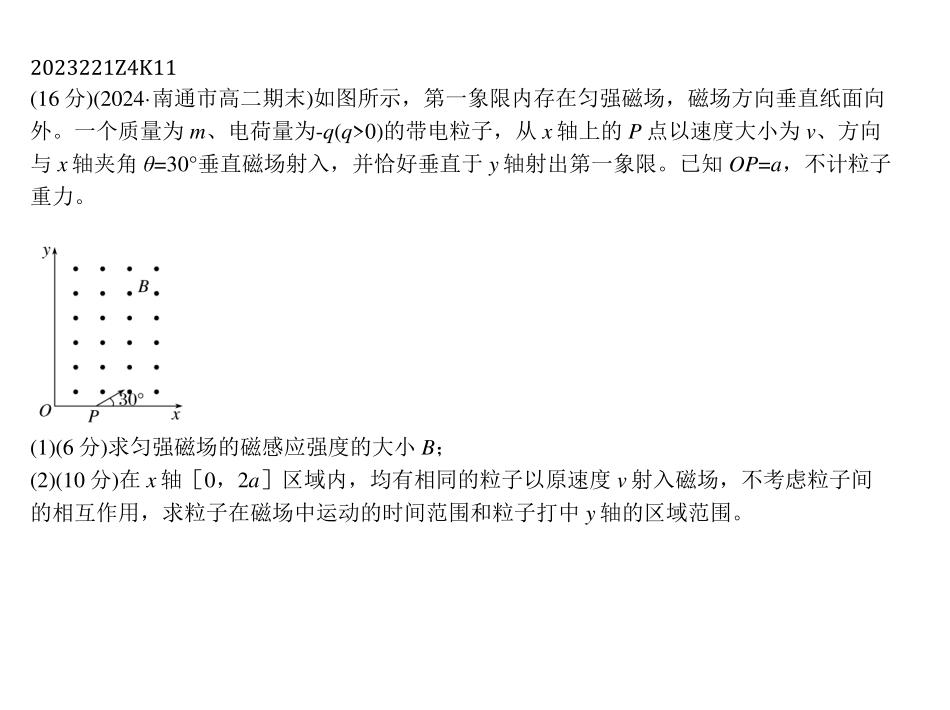 2023221Z4K11
(16 分)(2024·南通市高二期末)如图所示，第一象限内存在匀强磁场，磁场方向垂直纸面向
外。一个质量为 m、电荷量为-q(q>0)的带电粒子，从 x 轴上的 P 点以速度大小为 v、方向
与 x 轴夹角 θ=30°垂直磁场射入，并恰好垂直于 y 轴射出第一象限。已知 OP=a，不计粒子
重力。
y
B
30°
O
P
x
(1)(6 分)求匀强磁场的磁感应强度的大小 B；
(2)(10 分)在 x 轴［0，2a］区域内，均有相同的粒子以原速度 v 射入磁场，不考虑粒子间
的相互作用，求粒子在磁场中运动的时间范围和粒子打中 y 轴的区域范围。